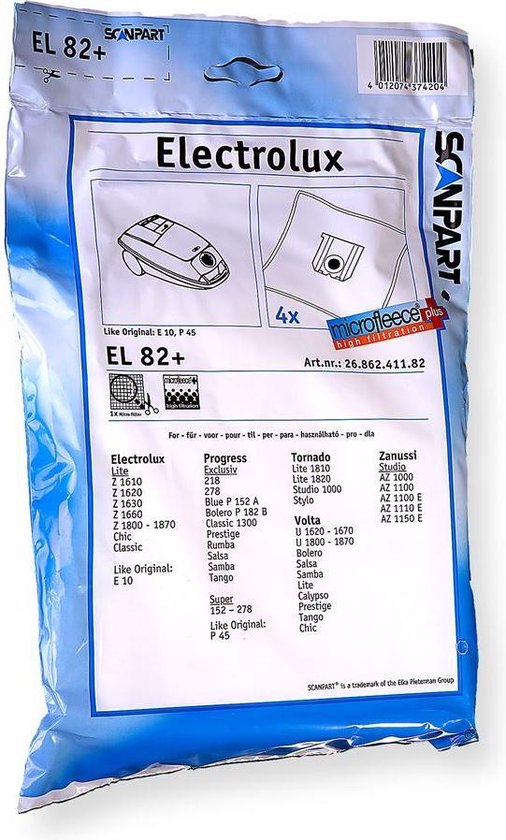 EL 82+
SCANPART
4 012074 374204
SCANPART
Electrolux
4x
microfleece plus
high filtration
Like Original: E 10, P 45
EL 82+
Art.nr.: 26.862.411.82
1X Micro filter
microfleece+
high filtration
For - für - voor - pour - til - per - para - használható - pro - dla
Electrolux
Lite
Z 1610
Z 1620
Z 1630
Z 1660
Z 1800 - 1870
Chic
Classic
Like Original:
E 10
Progress
Exclusiv
218
278
Blue P 152 A
Bolero P 182 B
Classic 1300
Prestige
Rumba
Salsa
Samba
Tango
Super
152 – 278
Like Original:
P 45
Tornado
Lite 1810
Lite 1820
Studio 1000
Stylo
Volta
U 1620 - 1670
U 1800 - 1870
Bolero
Salsa
Samba
Lite
Calypso
Prestige
Tango
Chic
Zanussi
Studio
AZ 1000
AZ 1100
AZ 1100 E
AZ 1110 E
AZ 1150 E
SCANPART® is a trademark of the Elka Pieterman Group